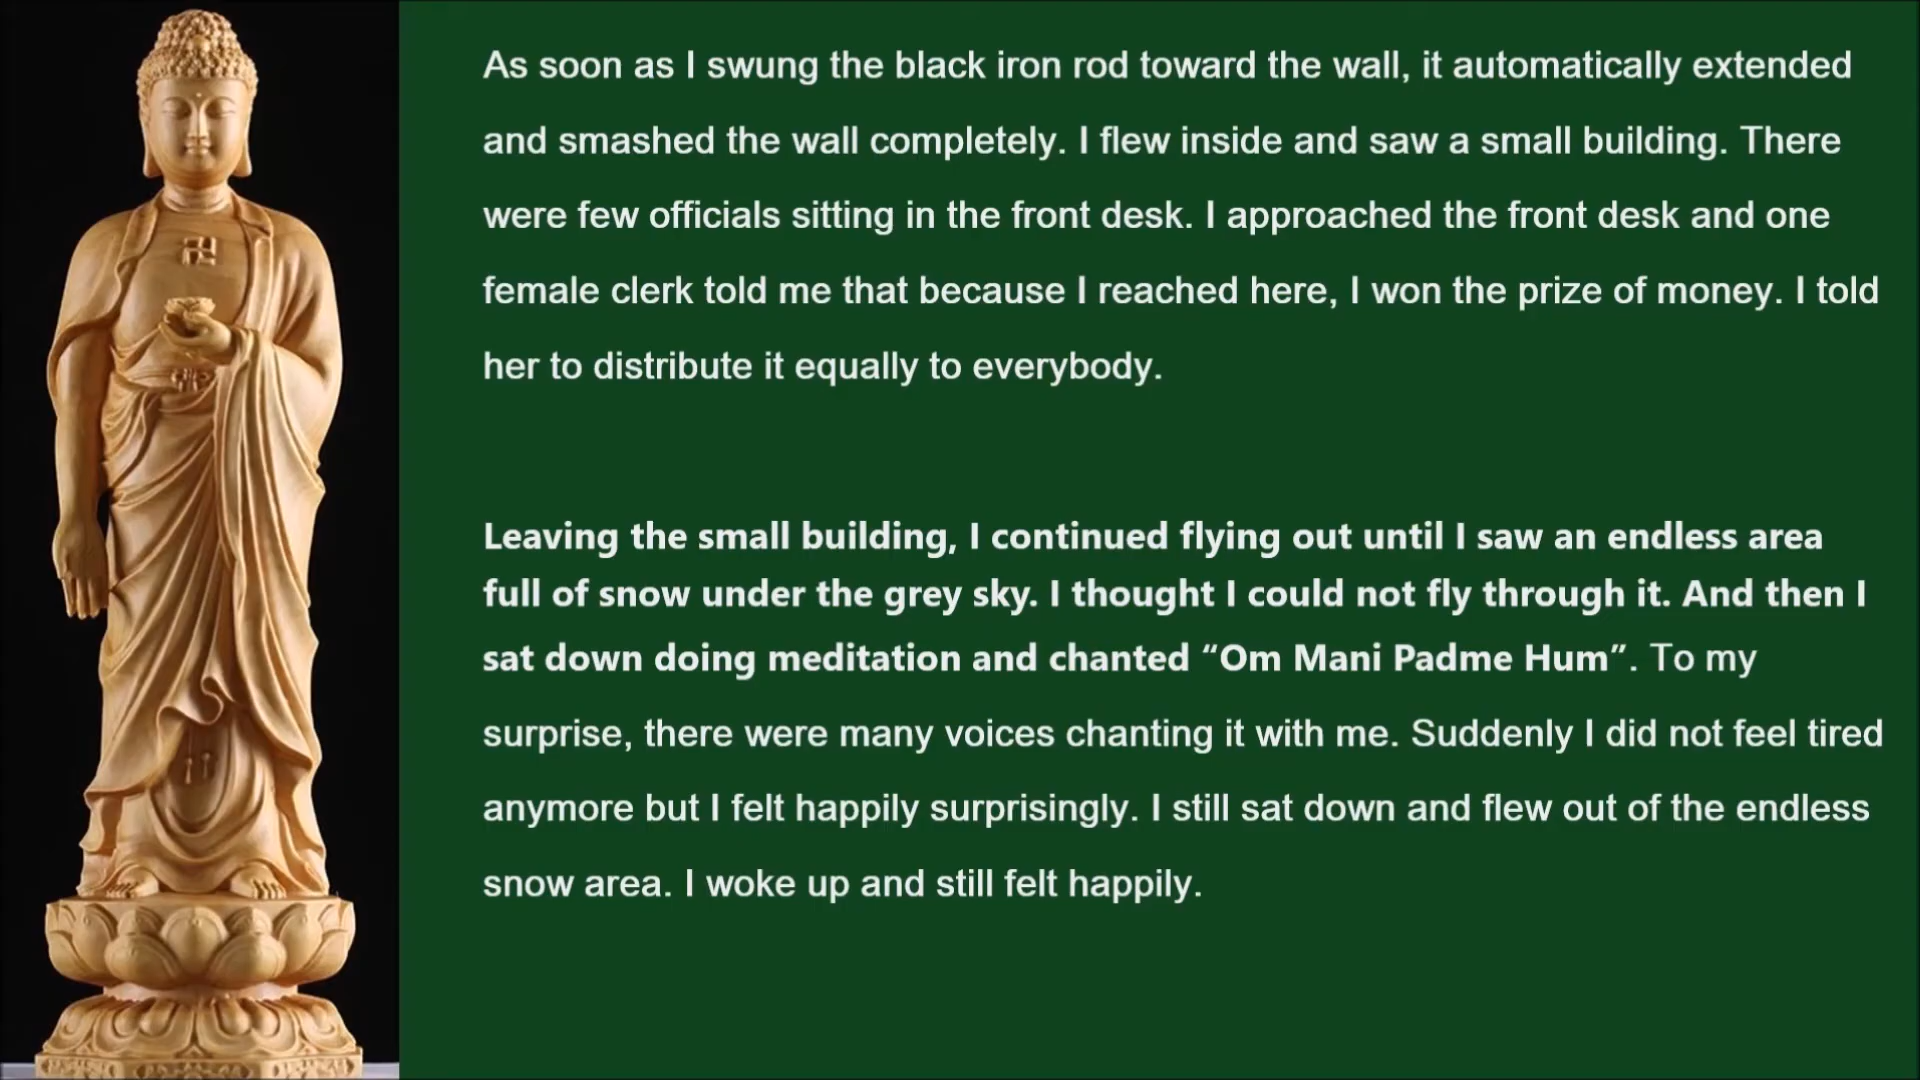 As soon as I swung the black iron rod toward the wall, it automatically extended
and smashed the wall completely. I flew inside and saw a small building. There
were few officials sitting in the front desk. I approached the front desk and one
female clerk told me that because I reached here, I won the prize of money. I told
her to distribute it equally to everybody.
Leaving the small building, I continued flying out until I saw an endless area
full of snow under the grey sky. I thought I could not fly through it. And then I
sat down doing meditation and chanted “Om Mani Padme Hum”. To my
surprise, there were many voices chanting it with me. Suddenly I did not feel tired
anymore but I felt happily surprisingly. I still sat down and flew out of the endless
snow area. I woke up and still felt happily.